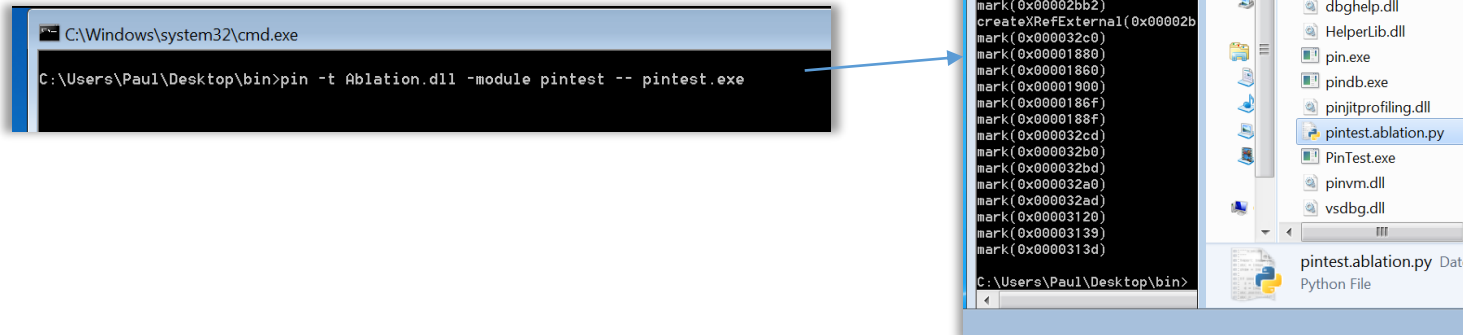 C:\Windows\system32\cmd.exe
C:\Users\Paul\Desktop\bin>pin -t Ablation.dll -module pintest -- pintest.exe
mark(0x00002bb2)
createXRefExternal(0x00002b
mark(0x000032c0)
mark(0x00001880)
mark(0x00001860)
mark(0x00001900)
mark(0x0000186f)
mark(0x0000188f)
mark(0x000032cd)
mark(0x000032b0)
mark(0x000032bd)
mark(0x000032a0)
mark(0x000032ad)
mark(0x00003120)
mark(0x00003139)
mark(0x0000313d)
C:\Users\Paul\Desktop\bin>
dbghelp.dll
HelperLib.dll
pin.exe
pindb.exe
pinjitprofiling.dll
pintest.ablation.py
PinTest.exe
pinvm.dll
vsdbg.dll
pintest.ablation.py Dat
Python File